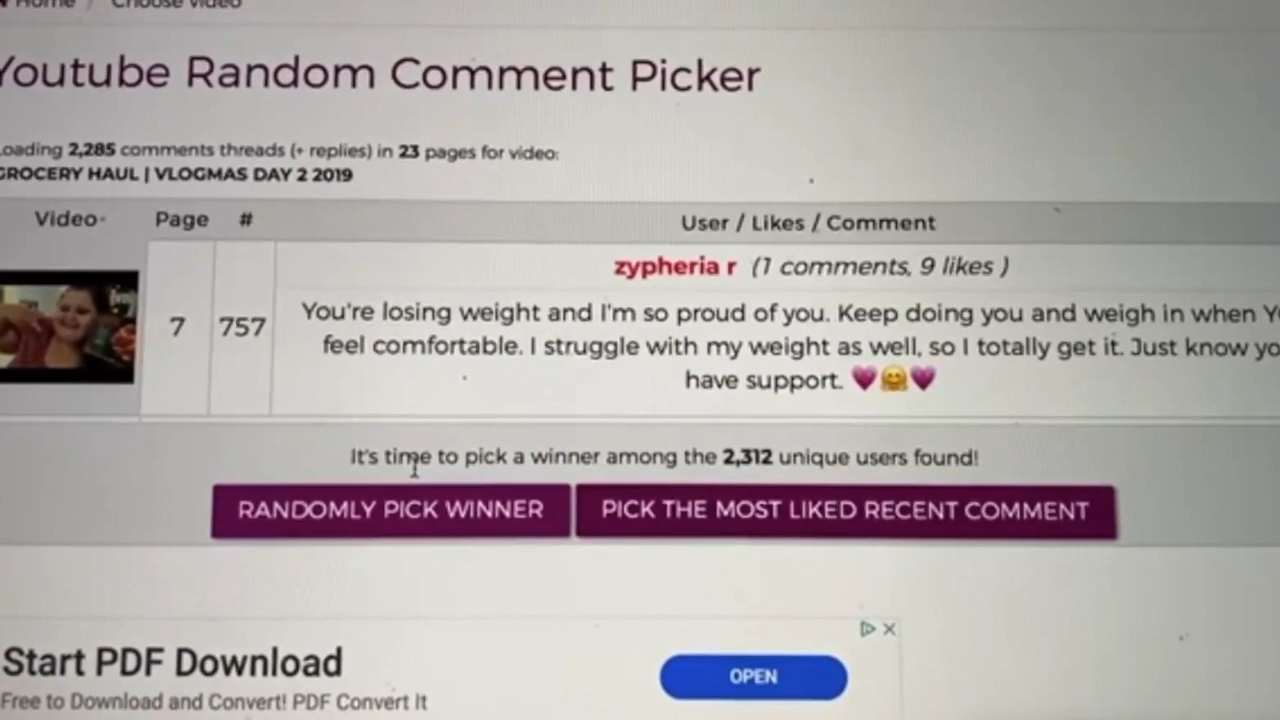 Home / Choose video
Youtube Random Comment Picker
Loading 2,285 comments threads (+ replies) in 23 pages for video:
GROCERY HAUL | VLOGMAS DAY 2 2019
Video Page # User / Likes / Comment
zypheria r (1 comments, 9 likes )
7 757
You're losing weight and I'm so proud of you. Keep doing you and weigh in when
feel comfortable. I struggle with my weight as well, so I totally get it. Just know
have support. 💗🤗💗
It's time to pick a winner among the 2,312 unique users found!
RANDOMLY PICK WINNER PICK THE MOST LIKED RECENT COMMENT
Start PDF Download
OPEN
Free to Download and Convert! PDF Convert It